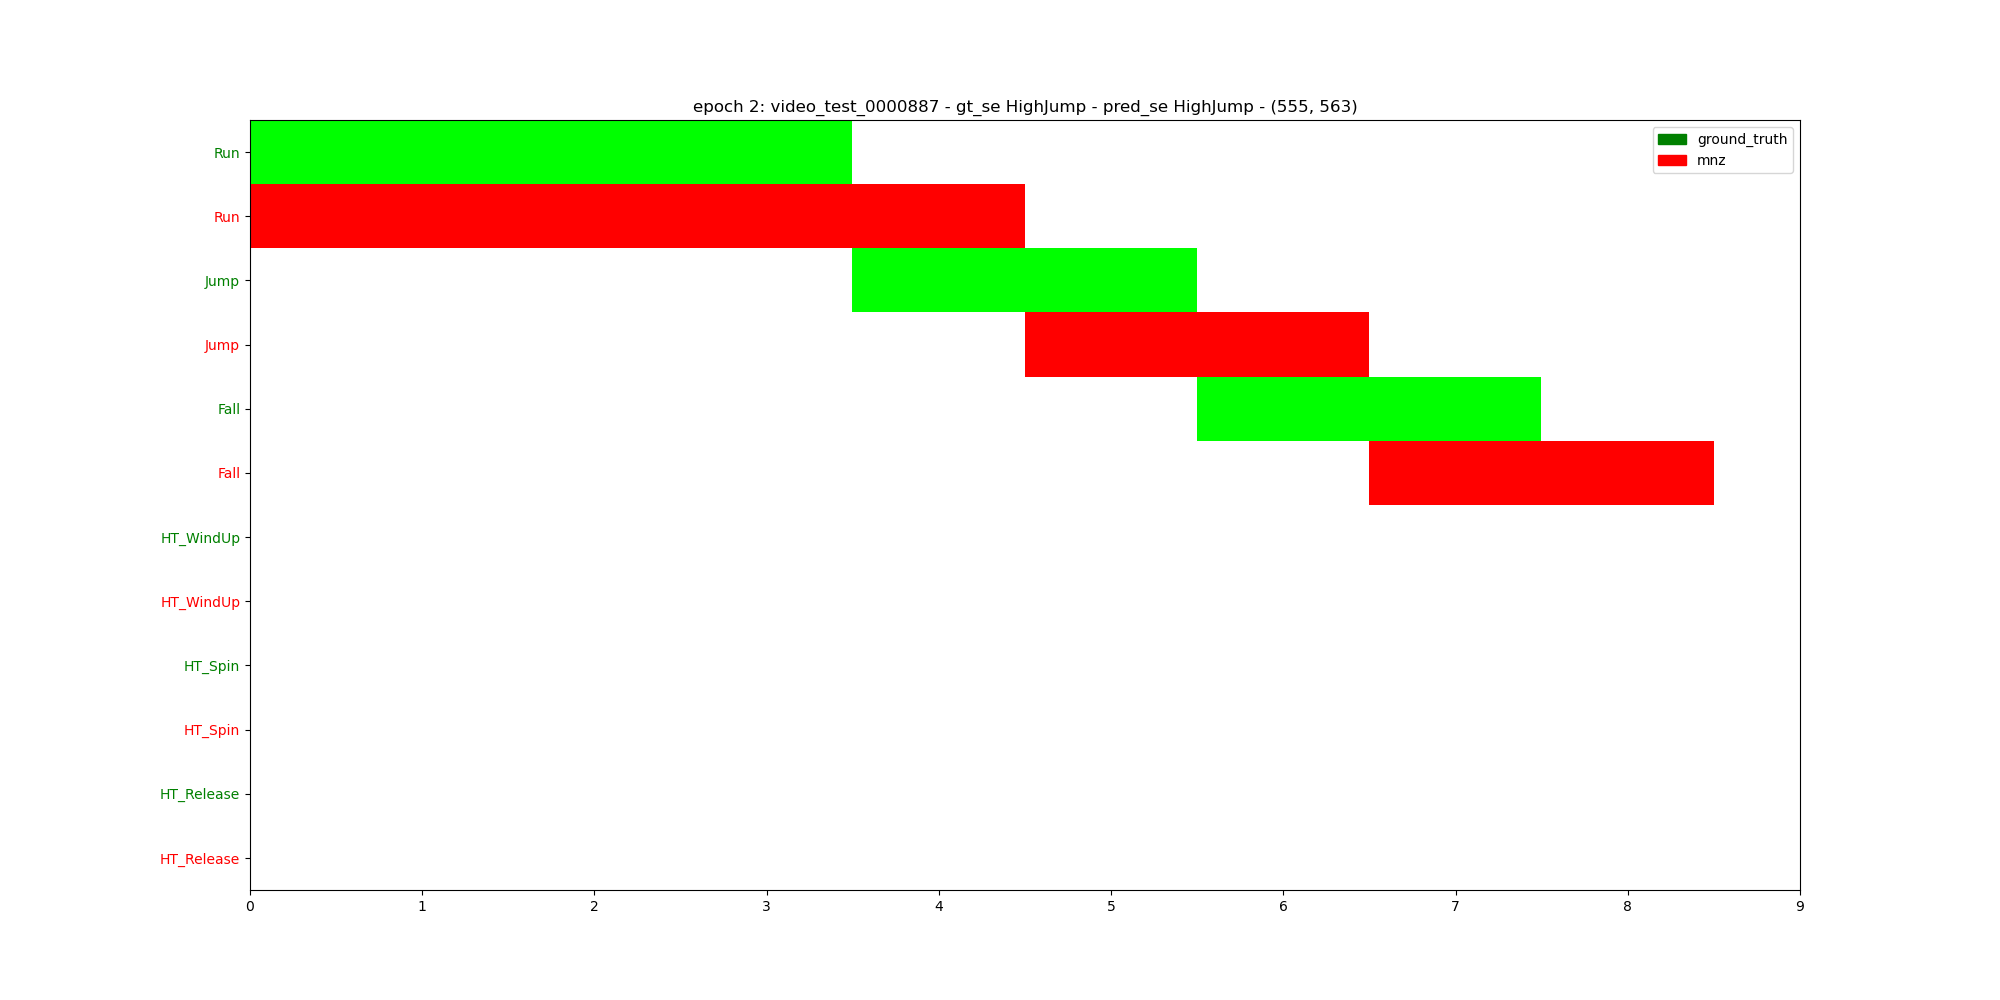 epoch 2: video_test_0000887 - gt_se HighJump - pred_se HighJump - (555, 563)
ground_truth
mnz
Run
Run
Jump
Jump
Fall
Fall
HT_WindUp
HT_WindUp
HT_Spin
HT_Spin
HT_Release
HT_Release
0 1 2 3 4 5 6 7 8 9